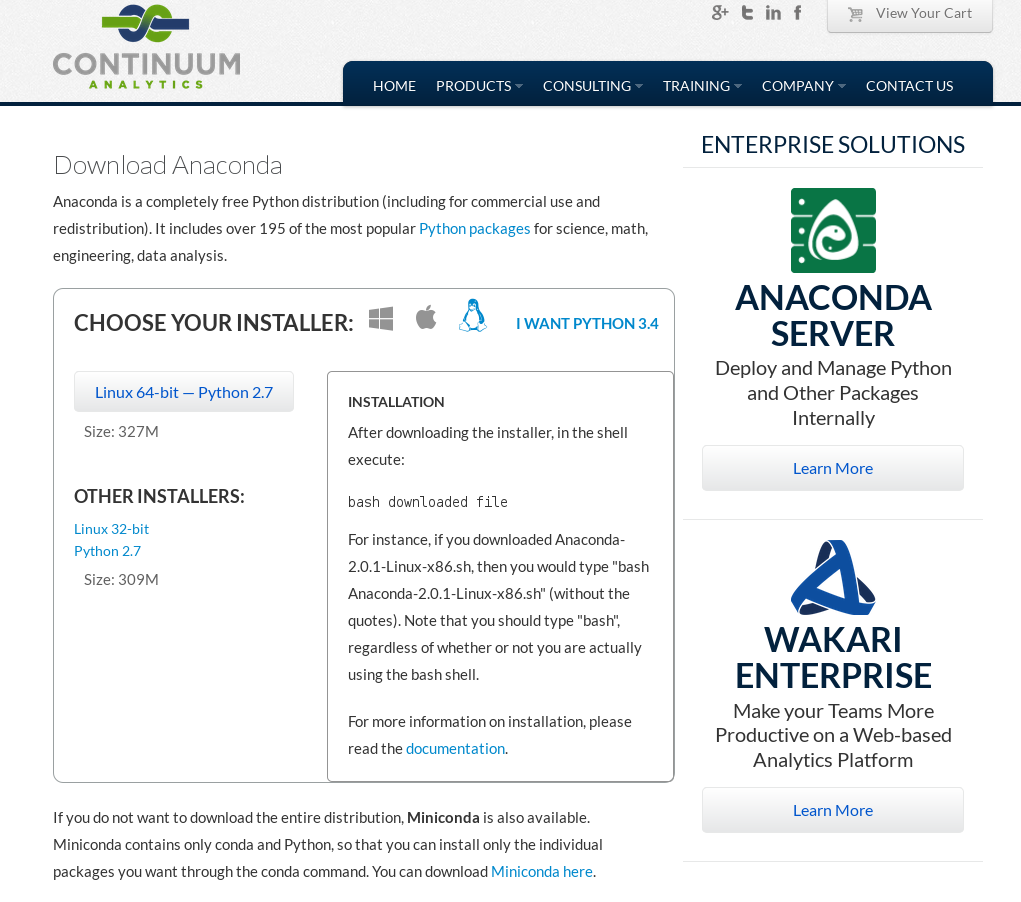 CONTINUUM
ANALYTICS
View Your Cart
HOME PRODUCTS CONSULTING TRAINING COMPANY CONTACT US
Download Anaconda
Anaconda is a completely free Python distribution (including for commercial use and
redistribution). It includes over 195 of the most popular Python packages for science, math,
engineering, data analysis.
CHOOSE YOUR INSTALLER:
I WANT PYTHON 3.4
Linux 64-bit — Python 2.7
Size: 327M
OTHER INSTALLERS:
Linux 32-bit
Python 2.7
Size: 309M
INSTALLATION
After downloading the installer, in the shell
execute:
bash downloaded file
For instance, if you downloaded Anaconda-
2.0.1-Linux-x86.sh, then you would type "bash
Anaconda-2.0.1-Linux-x86.sh" (without the
quotes). Note that you should type "bash",
regardless of whether or not you are actually
using the bash shell.
For more information on installation, please
read the documentation.
If you do not want to download the entire distribution, Miniconda is also available.
Miniconda contains only conda and Python, so that you can install only the individual
packages you want through the conda command. You can download Miniconda here.
ENTERPRISE SOLUTIONS
ANACONDA
SERVER
Deploy and Manage Python
and Other Packages
Internally
Learn More
WAKARI
ENTERPRISE
Make your Teams More
Productive on a Web-based
Analytics Platform
Learn More